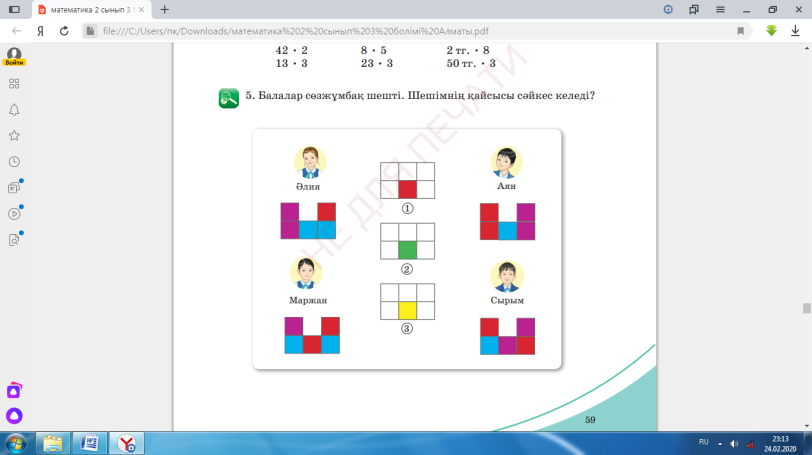 математика 2 сынып 3 б
Я
file:///C:/Users/пк/Downloads/математика%202%20сынып%203%20болімі%20Алматы.pdf
Войти
42 · 2 8 · 5 2 тг. · 8
13 · 3 23 · 3 50 тг. · 3
5. Балалар сөзжұмбақ шешті. Шешімнің қайсысы сәйкес келеді?
НЕ ДЛЯ ПЕЧАТИ
Әлия
Аян
1
2
Маржан
Сырым
3
59
RU
23:13
24.02.2020